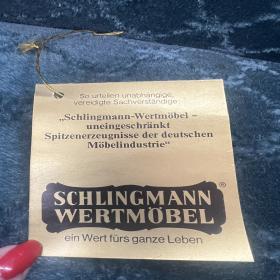 So urteilen unabhängige,
vereidigte Sachverständige:
„Schlingmann-Wertmöbel –
uneingeschränkt
Spitzenerzeugnisse der deutschen
Möbelindustrie“
SCHLINGMANN®
WERTMÖBEL
ein Wert fürs ganze Leben